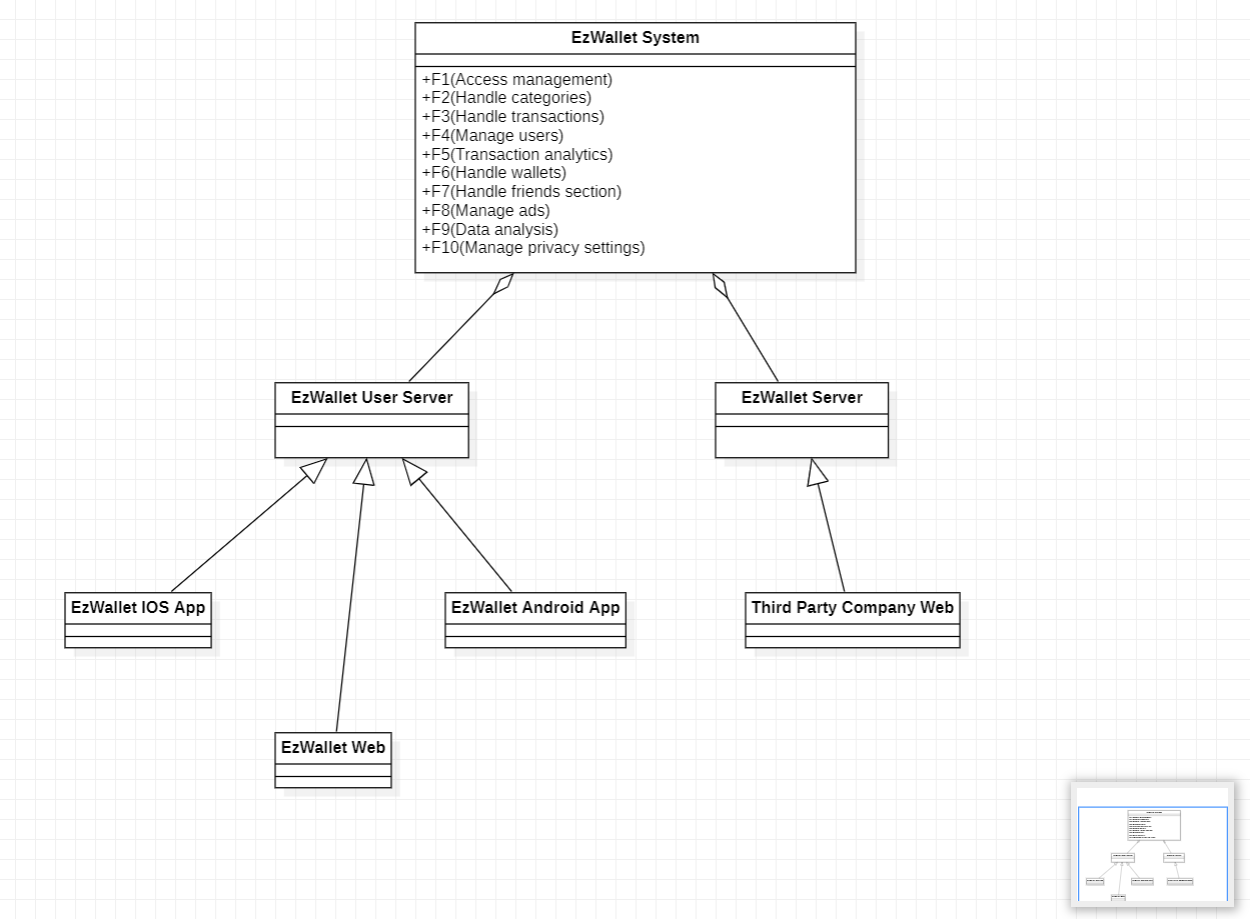 EzWallet System
+F1(Access management)
+F2(Handle categories)
+F3(Handle transactions)
+F4(Manage users)
+F5(Transaction analytics)
+F6(Handle wallets)
+F7(Handle friends section)
+F8(Manage ads)
+F9(Data analysis)
+F10(Manage privacy settings)
EzWallet User Server
EzWallet Server
EzWallet IOS App
EzWallet Android App
Third Party Company Web
EzWallet Web